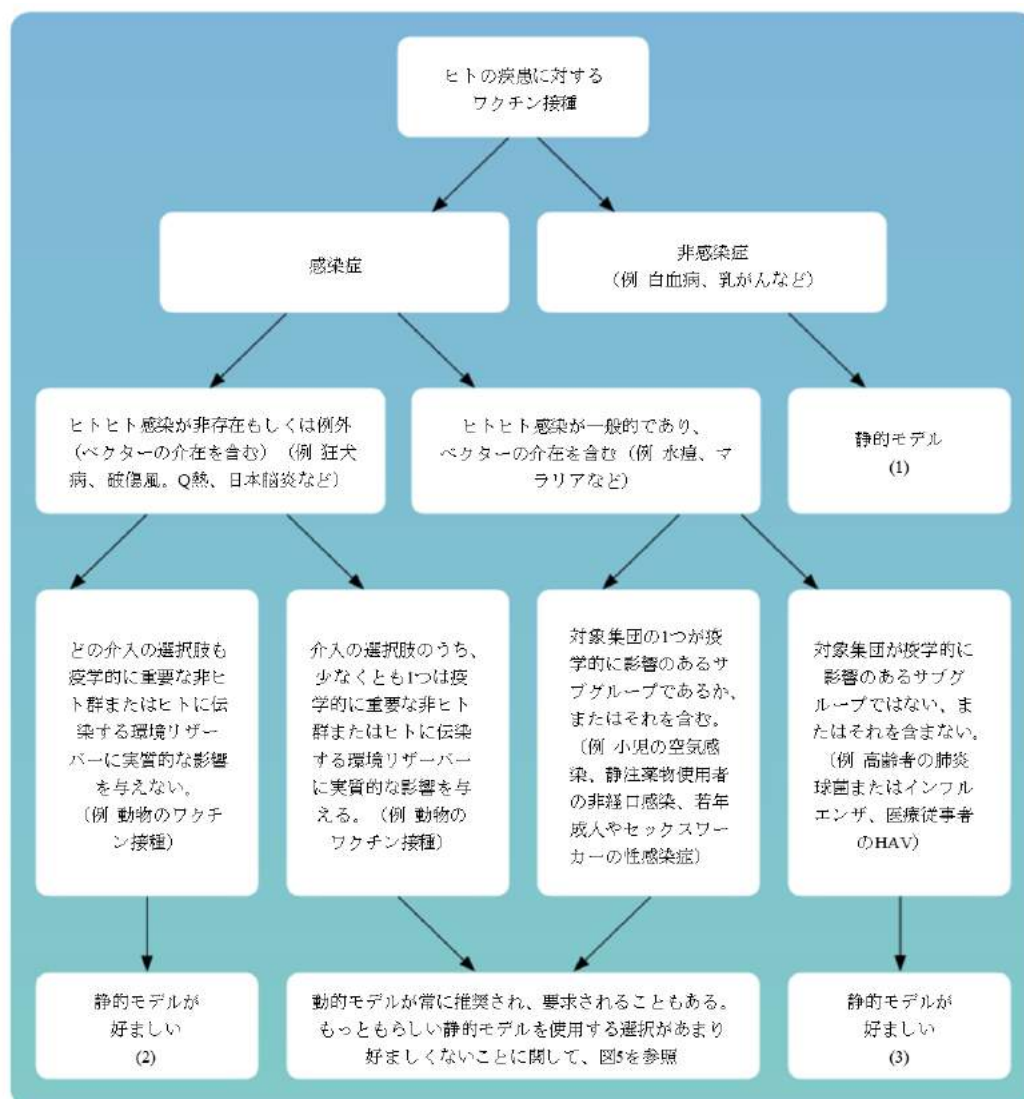 ヒトの疾患に対する
ワクチン接種
感染症
非感染症
（例 白血病、乳がんなど）
ヒトヒト感染が非存在もしくは例外
（ベクターの介在を含む）（例 狂犬
病、破傷風。Q熱、日本脳炎など）
ヒトヒト感染が一般的であり、
ベクターの介在を含む（例 水痘、マ
ラリアなど）
静的モデル
(1)
どの介入の選択肢も
疫学的に重要な非ヒ
ト群またはヒトに伝
染する環境リザー
バーに実質的な影響
を与えない。
（例 動物のワクチ
ン接種）
介入の選択肢のうち、
少なくとも1つは疫
学的に重要な非ヒト
群またはヒトに伝染
する環境リザーバー
に実質的な影響を与
える。（例 動物の
ワクチン接種）
対象集団の1つが疫
学的に影響のあるサ
ブグループであるか、
またはそれを含む。
（例 小児の空気感
染、静注薬物使用者
の非経口感染、若年
成人やセックスワー
カーの性感染症）
対象集団が疫学的に
影響のあるサブグ
ループではない、ま
たはそれを含まない。
（例 高齢者の肺炎
球菌またはインフル
エンザ、医療従事者
のHAV）
静的モデルが
好ましい
(2)
動的モデルが常に推奨され、要求されることもある。
もっともらしい静的モデルを使用する選択があまり
好ましくないことに関して、図5を参照
静的モデルが
好ましい
(3)